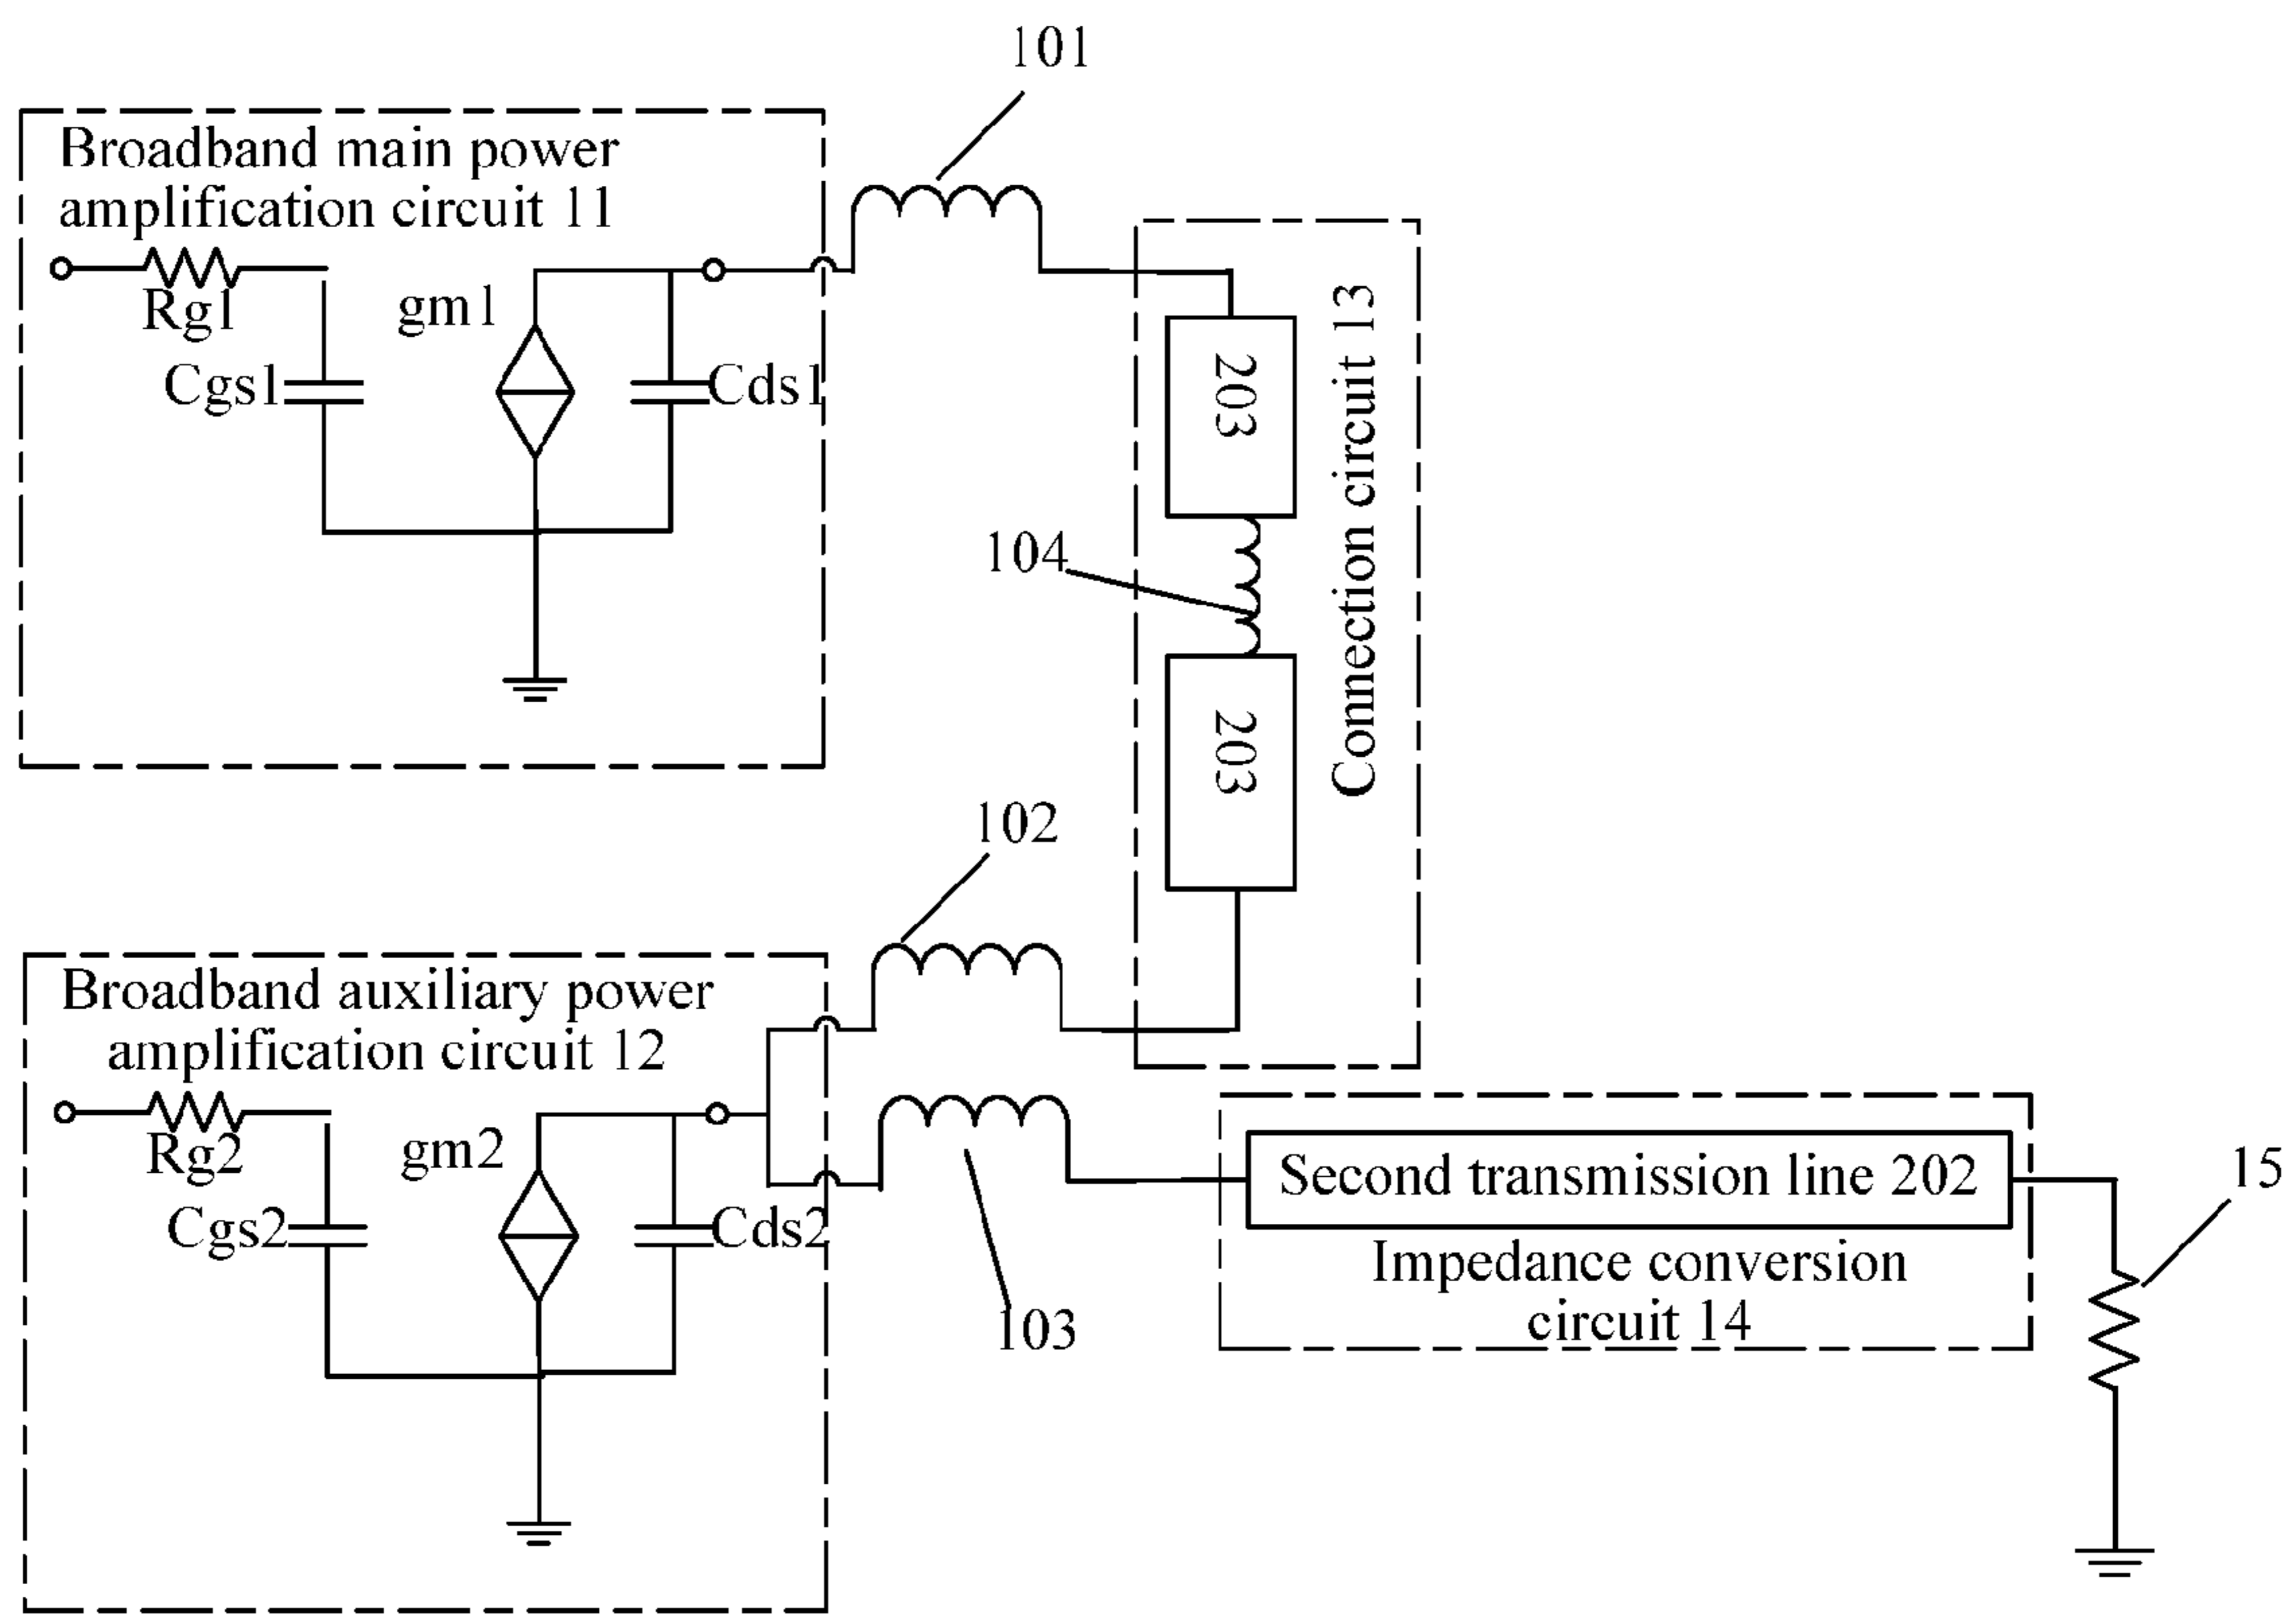 101
Broadband main power
amplification circuit 11
Rg1
gm1
Cgs1
Cds1
203
Connection circuit 13
104
203
102
Broadband auxiliary power
amplification circuit 12
Rg2
gm2
Cgs2
Cds2
Second transmission line 202
15
Impedance conversion
circuit 14
103